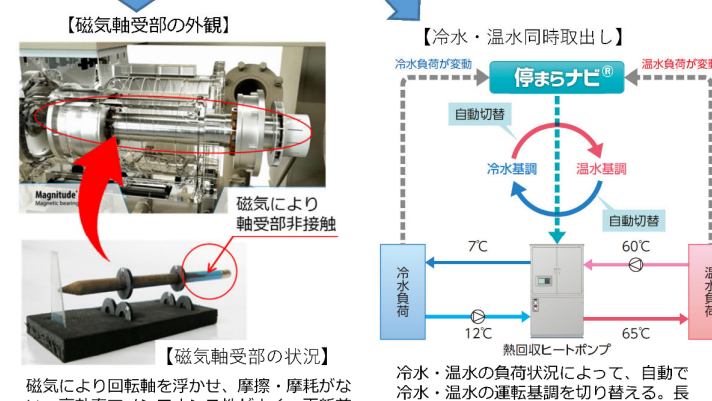 【磁気軸受部の外観】
Magnitude
Magnetic bearing
磁気により
軸受部非接触
【磁気軸受部の状況】
磁気により回転軸を浮かせ、摩擦・摩耗がな
【冷水・温水同時取出し】
冷水負荷が変動
温水負荷が変動
停まらナビ®
自動切替
冷水基調
温水基調
自動切替
7℃
60℃
冷水負荷
温水負荷
12℃
65℃
熱回収ヒートポンプ
冷水・温水の負荷状況によって、自動で
冷水・温水の運転基調を切り替える。長